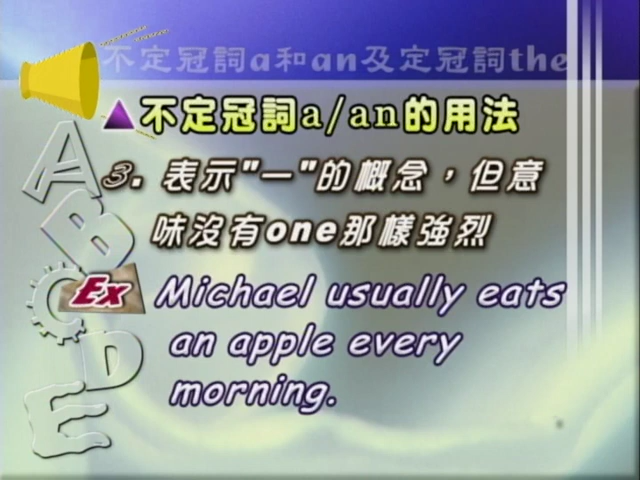 不定冠詞a和an及定冠詞the
▲不定冠詞a/an的用法
3. 表示"一"的概念，但意
味沒有one那樣強烈
Ex Michael usually eats
an apple every
morning.
A
B
C
D
E